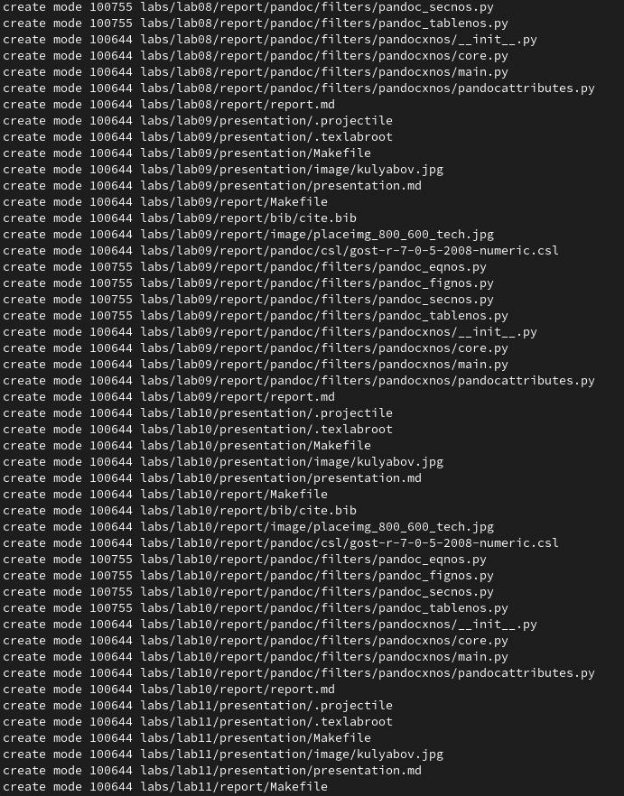 create mode 100755 labs/lab08/report/pandoc/filters/pandoc_secnos.py
create mode 100755 labs/lab08/report/pandoc/filters/pandoc_tablenos.py
create mode 100644 labs/lab08/report/pandoc/filters/pandocxnos/__init__.py
create mode 100644 labs/lab08/report/pandoc/filters/pandocxnos/core.py
create mode 100644 labs/lab08/report/pandoc/filters/pandocxnos/main.py
create mode 100644 labs/lab08/report/pandoc/filters/pandocxnos/pandocattributes.py
create mode 100644 labs/lab08/report/report.md
create mode 100644 labs/lab09/presentation/.projectile
create mode 100644 labs/lab09/presentation/.texlabroot
create mode 100644 labs/lab09/presentation/Makefile
create mode 100644 labs/lab09/presentation/image/kulyabov.jpg
create mode 100644 labs/lab09/presentation/presentation.md
create mode 100644 labs/lab09/report/Makefile
create mode 100644 labs/lab09/report/bib/cite.bib
create mode 100644 labs/lab09/report/image/placeimg_800_600_tech.jpg
create mode 100644 labs/lab09/report/pandoc/csl/gost-r-7-0-5-2008-numeric.csl
create mode 100755 labs/lab09/report/pandoc/filters/pandoc_eqnos.py
create mode 100755 labs/lab09/report/pandoc/filters/pandoc_fignos.py
create mode 100755 labs/lab09/report/pandoc/filters/pandoc_secnos.py
create mode 100755 labs/lab09/report/pandoc/filters/pandoc_tablenos.py
create mode 100644 labs/lab09/report/pandoc/filters/pandocxnos/__init__.py
create mode 100644 labs/lab09/report/pandoc/filters/pandocxnos/core.py
create mode 100644 labs/lab09/report/pandoc/filters/pandocxnos/main.py
create mode 100644 labs/lab09/report/pandoc/filters/pandocxnos/pandocattributes.py
create mode 100644 labs/lab09/report/report.md
create mode 100644 labs/lab10/presentation/.projectile
create mode 100644 labs/lab10/presentation/.texlabroot
create mode 100644 labs/lab10/presentation/Makefile
create mode 100644 labs/lab10/presentation/image/kulyabov.jpg
create mode 100644 labs/lab10/presentation/presentation.md
create mode 100644 labs/lab10/report/Makefile
create mode 100644 labs/lab10/report/bib/cite.bib
create mode 100644 labs/lab10/report/image/placeimg_800_600_tech.jpg
create mode 100644 labs/lab10/report/pandoc/csl/gost-r-7-0-5-2008-numeric.csl
create mode 100755 labs/lab10/report/pandoc/filters/pandoc_eqnos.py
create mode 100755 labs/lab10/report/pandoc/filters/pandoc_fignos.py
create mode 100755 labs/lab10/report/pandoc/filters/pandoc_secnos.py
create mode 100755 labs/lab10/report/pandoc/filters/pandoc_tablenos.py
create mode 100644 labs/lab10/report/pandoc/filters/pandocxnos/__init__.py
create mode 100644 labs/lab10/report/pandoc/filters/pandocxnos/core.py
create mode 100644 labs/lab10/report/pandoc/filters/pandocxnos/main.py
create mode 100644 labs/lab10/report/pandoc/filters/pandocxnos/pandocattributes.py
create mode 100644 labs/lab10/report/report.md
create mode 100644 labs/lab11/presentation/.projectile
create mode 100644 labs/lab11/presentation/.texlabroot
create mode 100644 labs/lab11/presentation/Makefile
create mode 100644 labs/lab11/presentation/image/kulyabov.jpg
create mode 100644 labs/lab11/presentation/presentation.md
create mode 100644 labs/lab11/report/Makefile